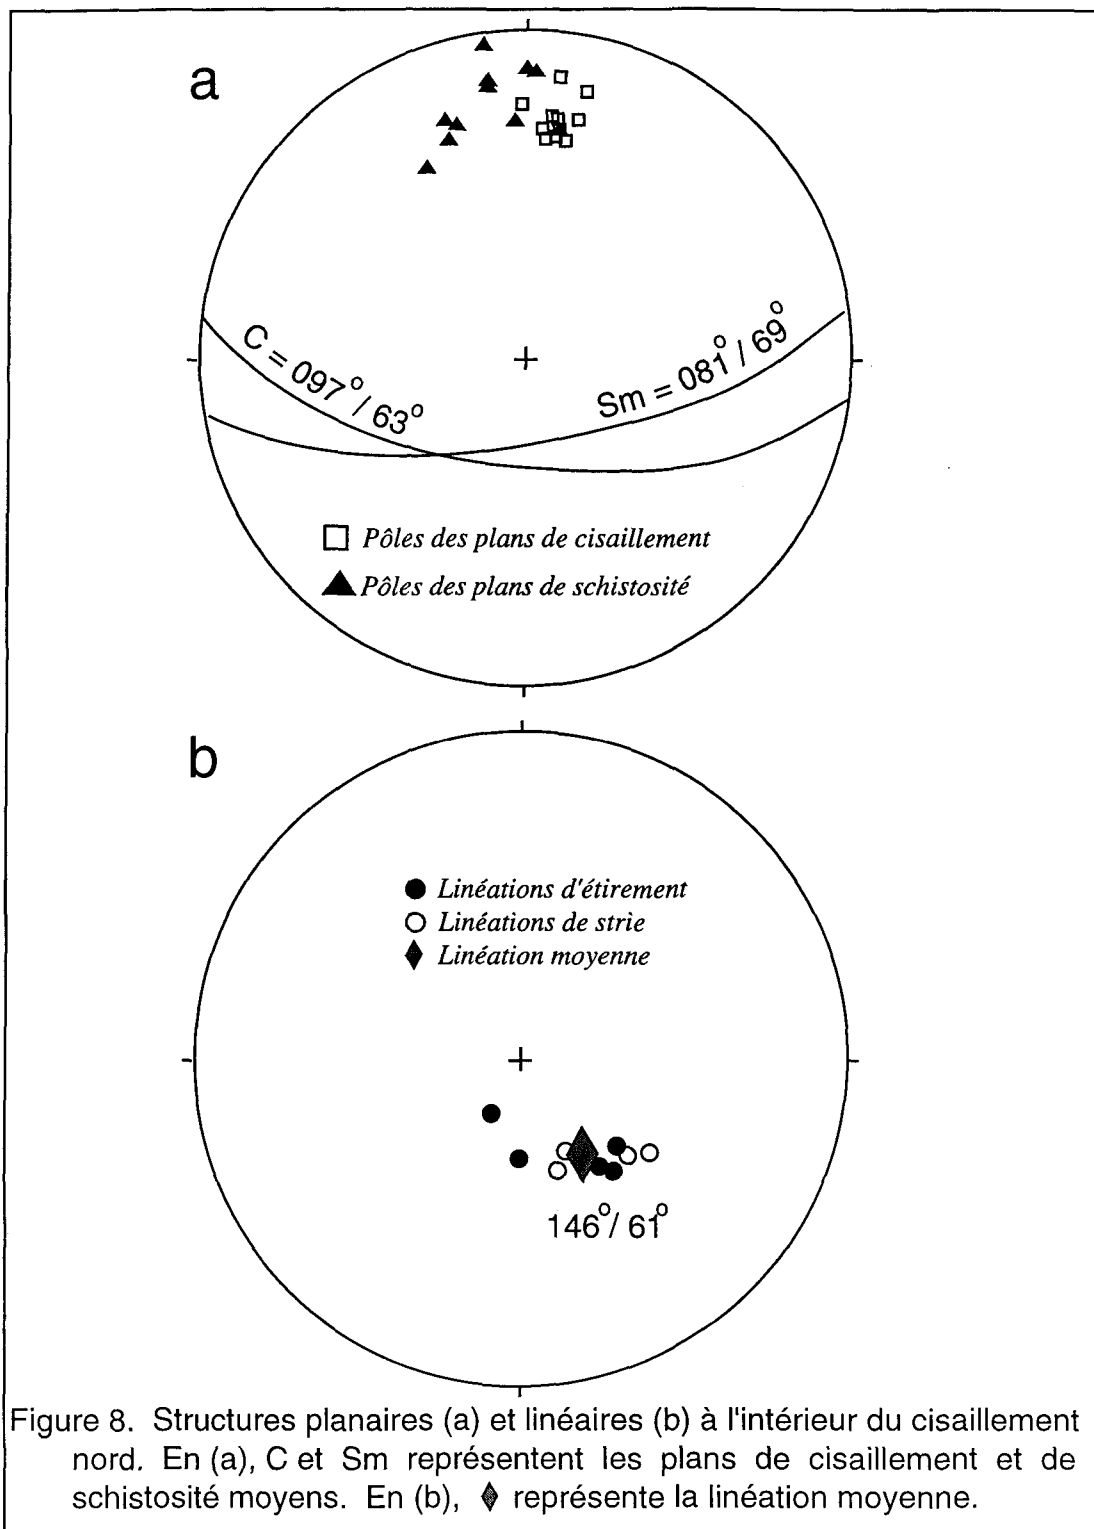 a
C = 097°/ 63°
Sm = 081°/ 69°
Pôles des plans de cisaillement
Pôles des plans de schistosité
b
Linéations d'étirement
Linéations de strie
Linéation moyenne
146°/ 61°
Figure 8. Structures planaires (a) et linéaires (b) à l'intérieur du cisaillement
nord. En (a), C et Sm représentent les plans de cisaillement et de
schistosité moyens. En (b), ♦ représente la linéation moyenne.